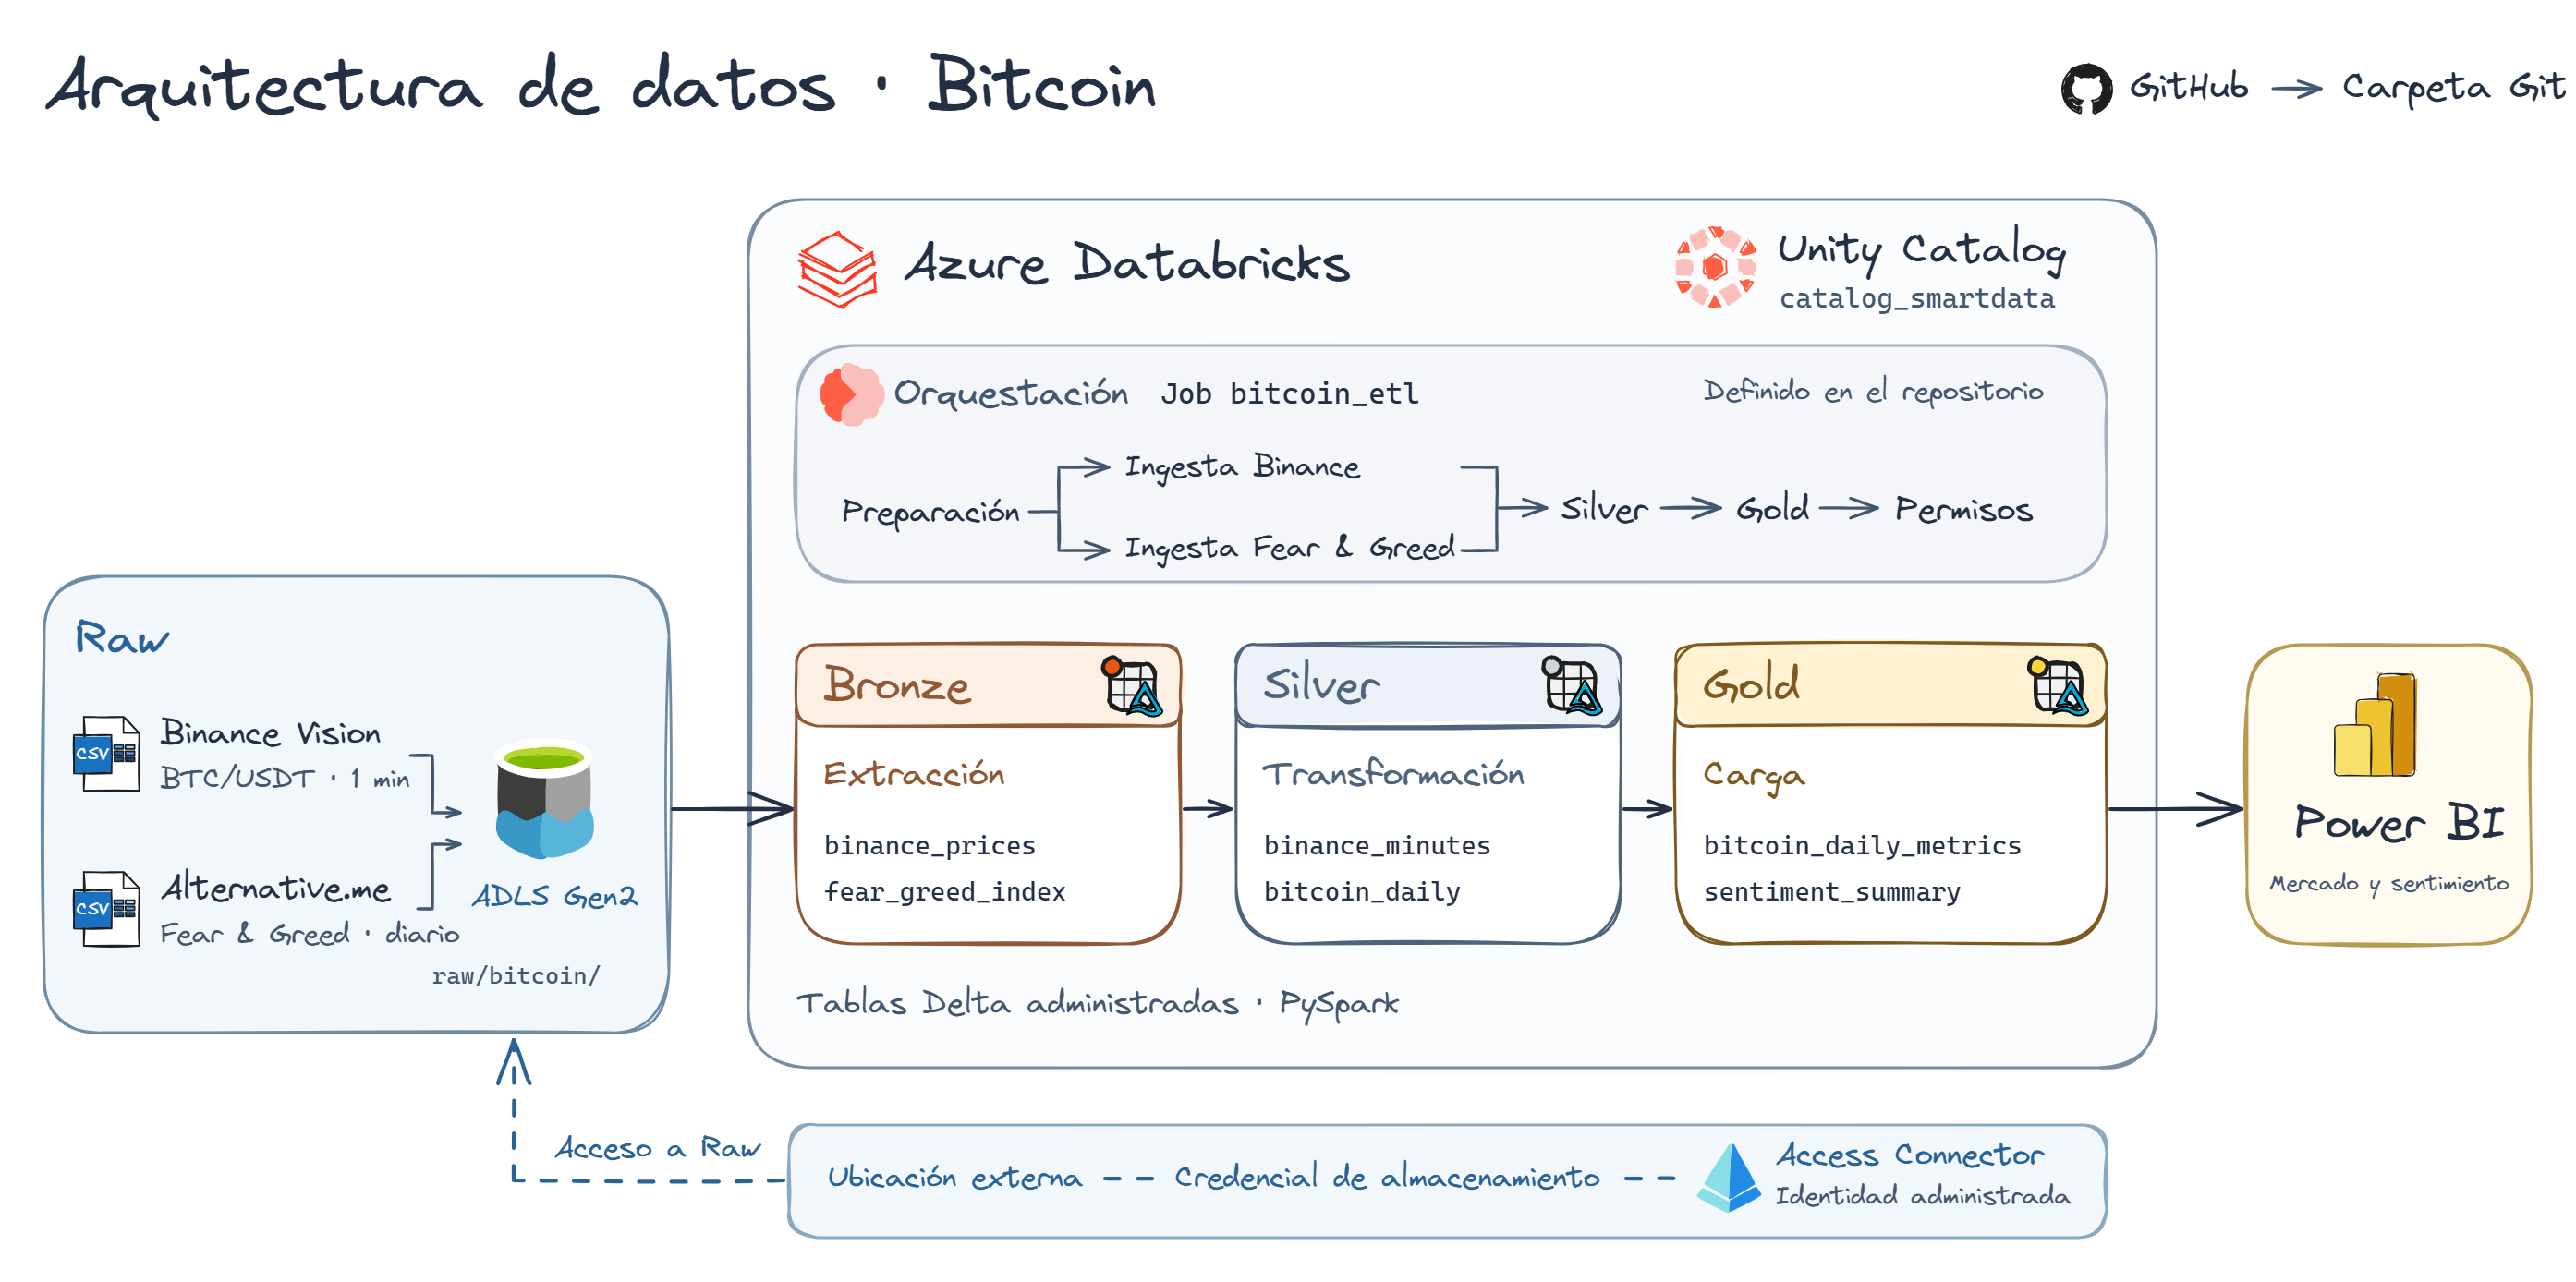 Arquitectura de datos · Bitcoin
GitHub → Carpeta Git
Azure Databricks
Unity Catalog
catalog_smartdata
Orquestación Job bitcoin_etl
Definido en el repositorio
Preparación
Ingesta Binance
Ingesta Fear & Greed
Silver
Gold
Permisos
Raw
CSV
Binance Vision
BTC/USDT · 1 min
CSV
Alternative.me
Fear & Greed · diario
ADLS Gen2
raw/bitcoin/
Bronze
Extracción
binance_prices
fear_greed_index
Silver
Transformación
binance_minutes
bitcoin_daily
Gold
Carga
bitcoin_daily_metrics
sentiment_summary
Tablas Delta administradas · PySpark
Power BI
Mercado y sentimiento
Acceso a Raw
Ubicación externa
Credencial de almacenamiento
Access Connector
Identidad administrada